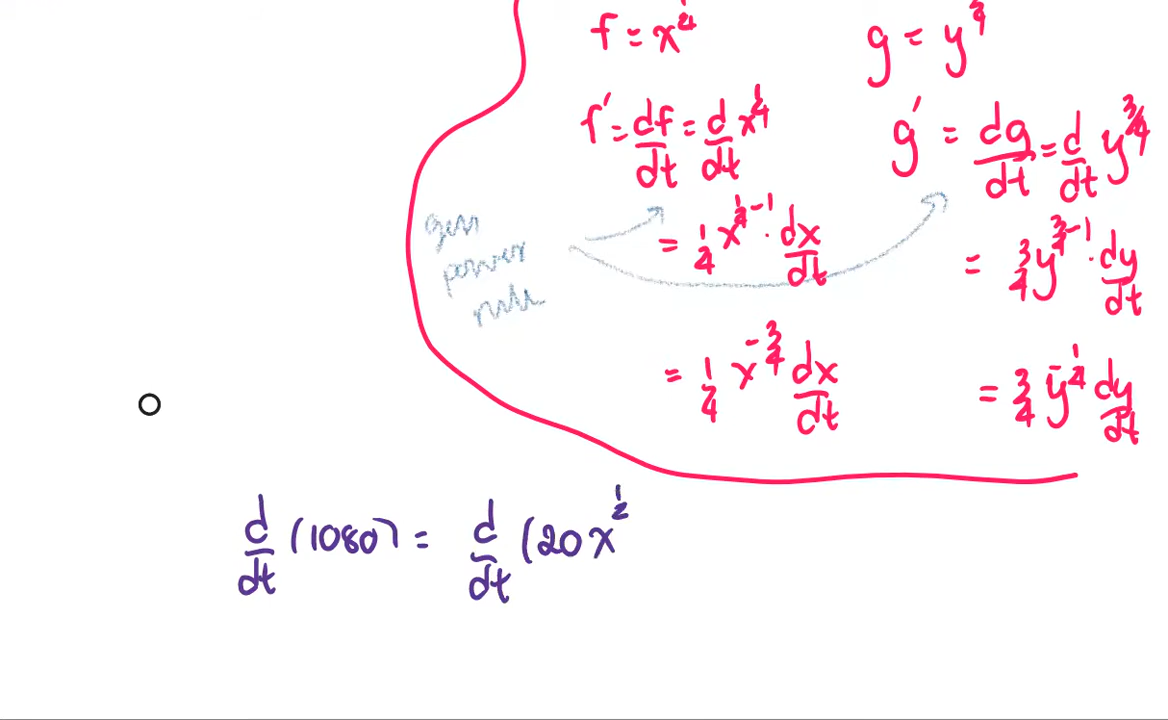 f = x^{1/4}
g = y^{3/4}
f' = df/dt = d/dt x^{1/4}
g' = dg/dt = d/dt y^{3/4}
gen
power
rule
= 1/4 x^{1/4 - 1} · dx/dt
= 3/4 y^{3/4 - 1} · dy/dt
= 1/4 x^{-3/4} dx/dt
= 3/4 y^{-1/4} dy/dt
d/dt (1080) = d/dt (20 x^{1/2}